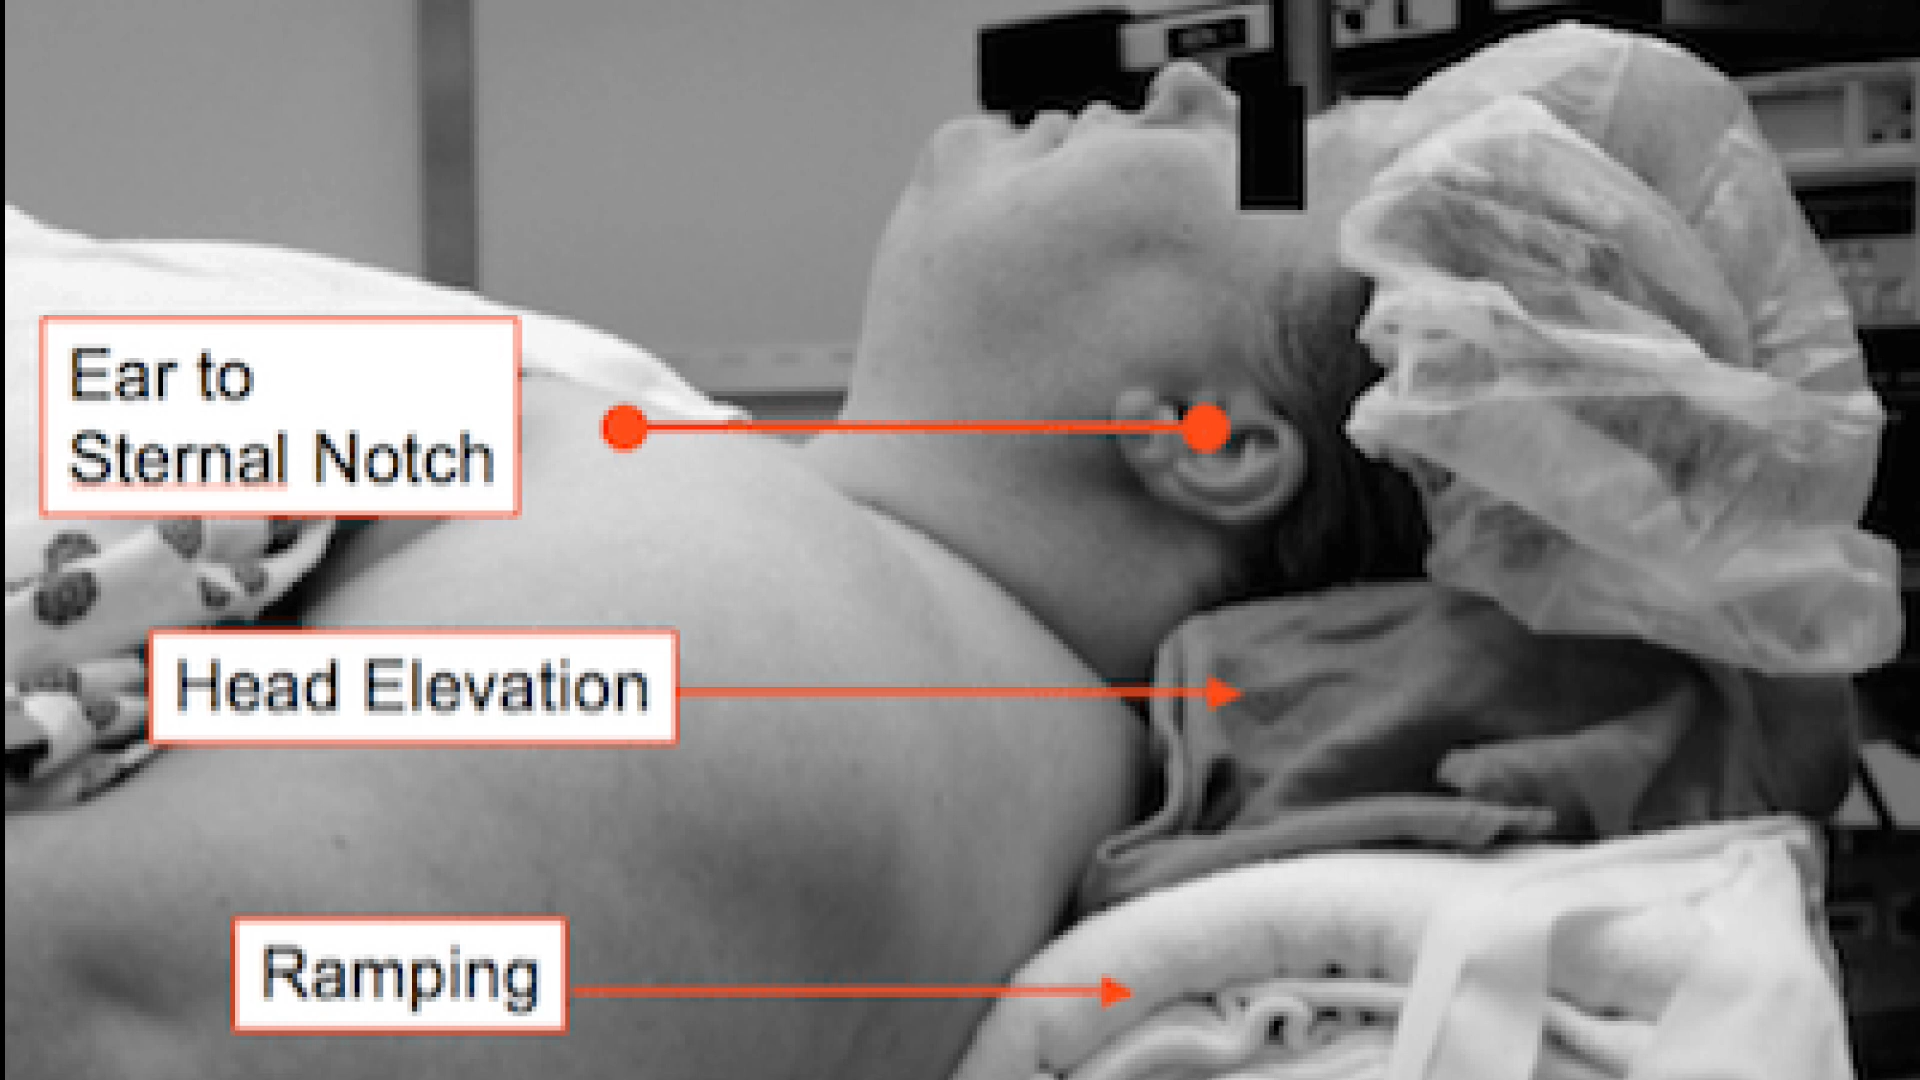 Ear to
Sternal Notch
Head Elevation
Ramping